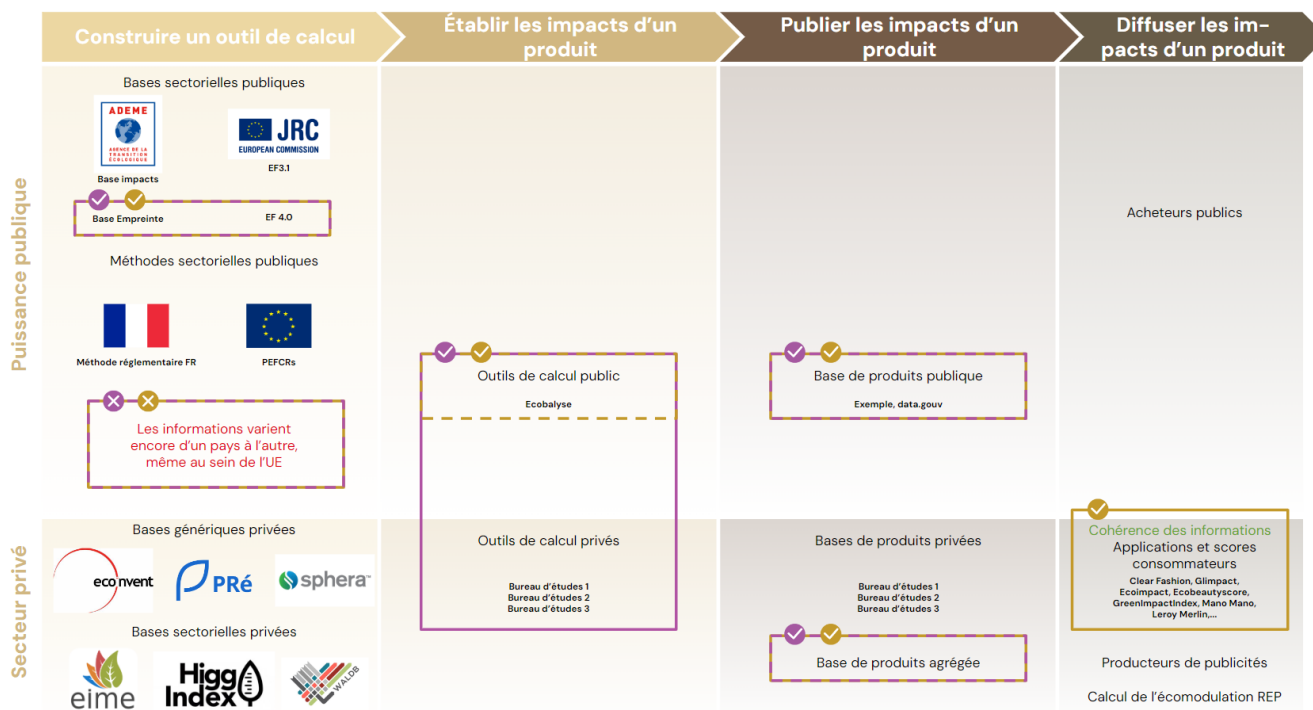 Construire un outil de calcul
Établir les impacts d'un
produit
Publier les impacts d'un
produit
Diffuser les im-
pacts d'un produit
Puissance publique
Bases sectorielles publiques
ADEME
AGENCE DE LA
TRANSITION
ÉCOLOGIQUE
Base impacts
JRC
EUROPEAN COMMISSION
EF3.1
Base Empreinte
EF 4.0
Méthodes sectorielles publiques
Méthode réglementaire FR
PEFCRs
Les informations varient
encore d'un pays à l'autre,
même au sein de l'UE
Outils de calcul public
Ecobalyse
Base de produits publique
Exemple, data.gouv
Acheteurs publics
Secteur privé
Bases génériques privées
ecoinvent
PRé
sphera™
Bases sectorielles privées
eime
Higg
Index
WALDB
Outils de calcul privés
Bureau d'études 1
Bureau d'études 2
Bureau d'études 3
Bases de produits privées
Bureau d'études 1
Bureau d'études 2
Bureau d'études 3
Base de produits agrégée
Cohérence des informations
Applications et scores
consommateurs
Clear Fashion, Glimpact,
Ecoimpact, Ecobeautyscore,
GreenImpactIndex, Mano Mano,
Leroy Merlin,...
Producteurs de publicités
Calcul de l'écomodulation REP